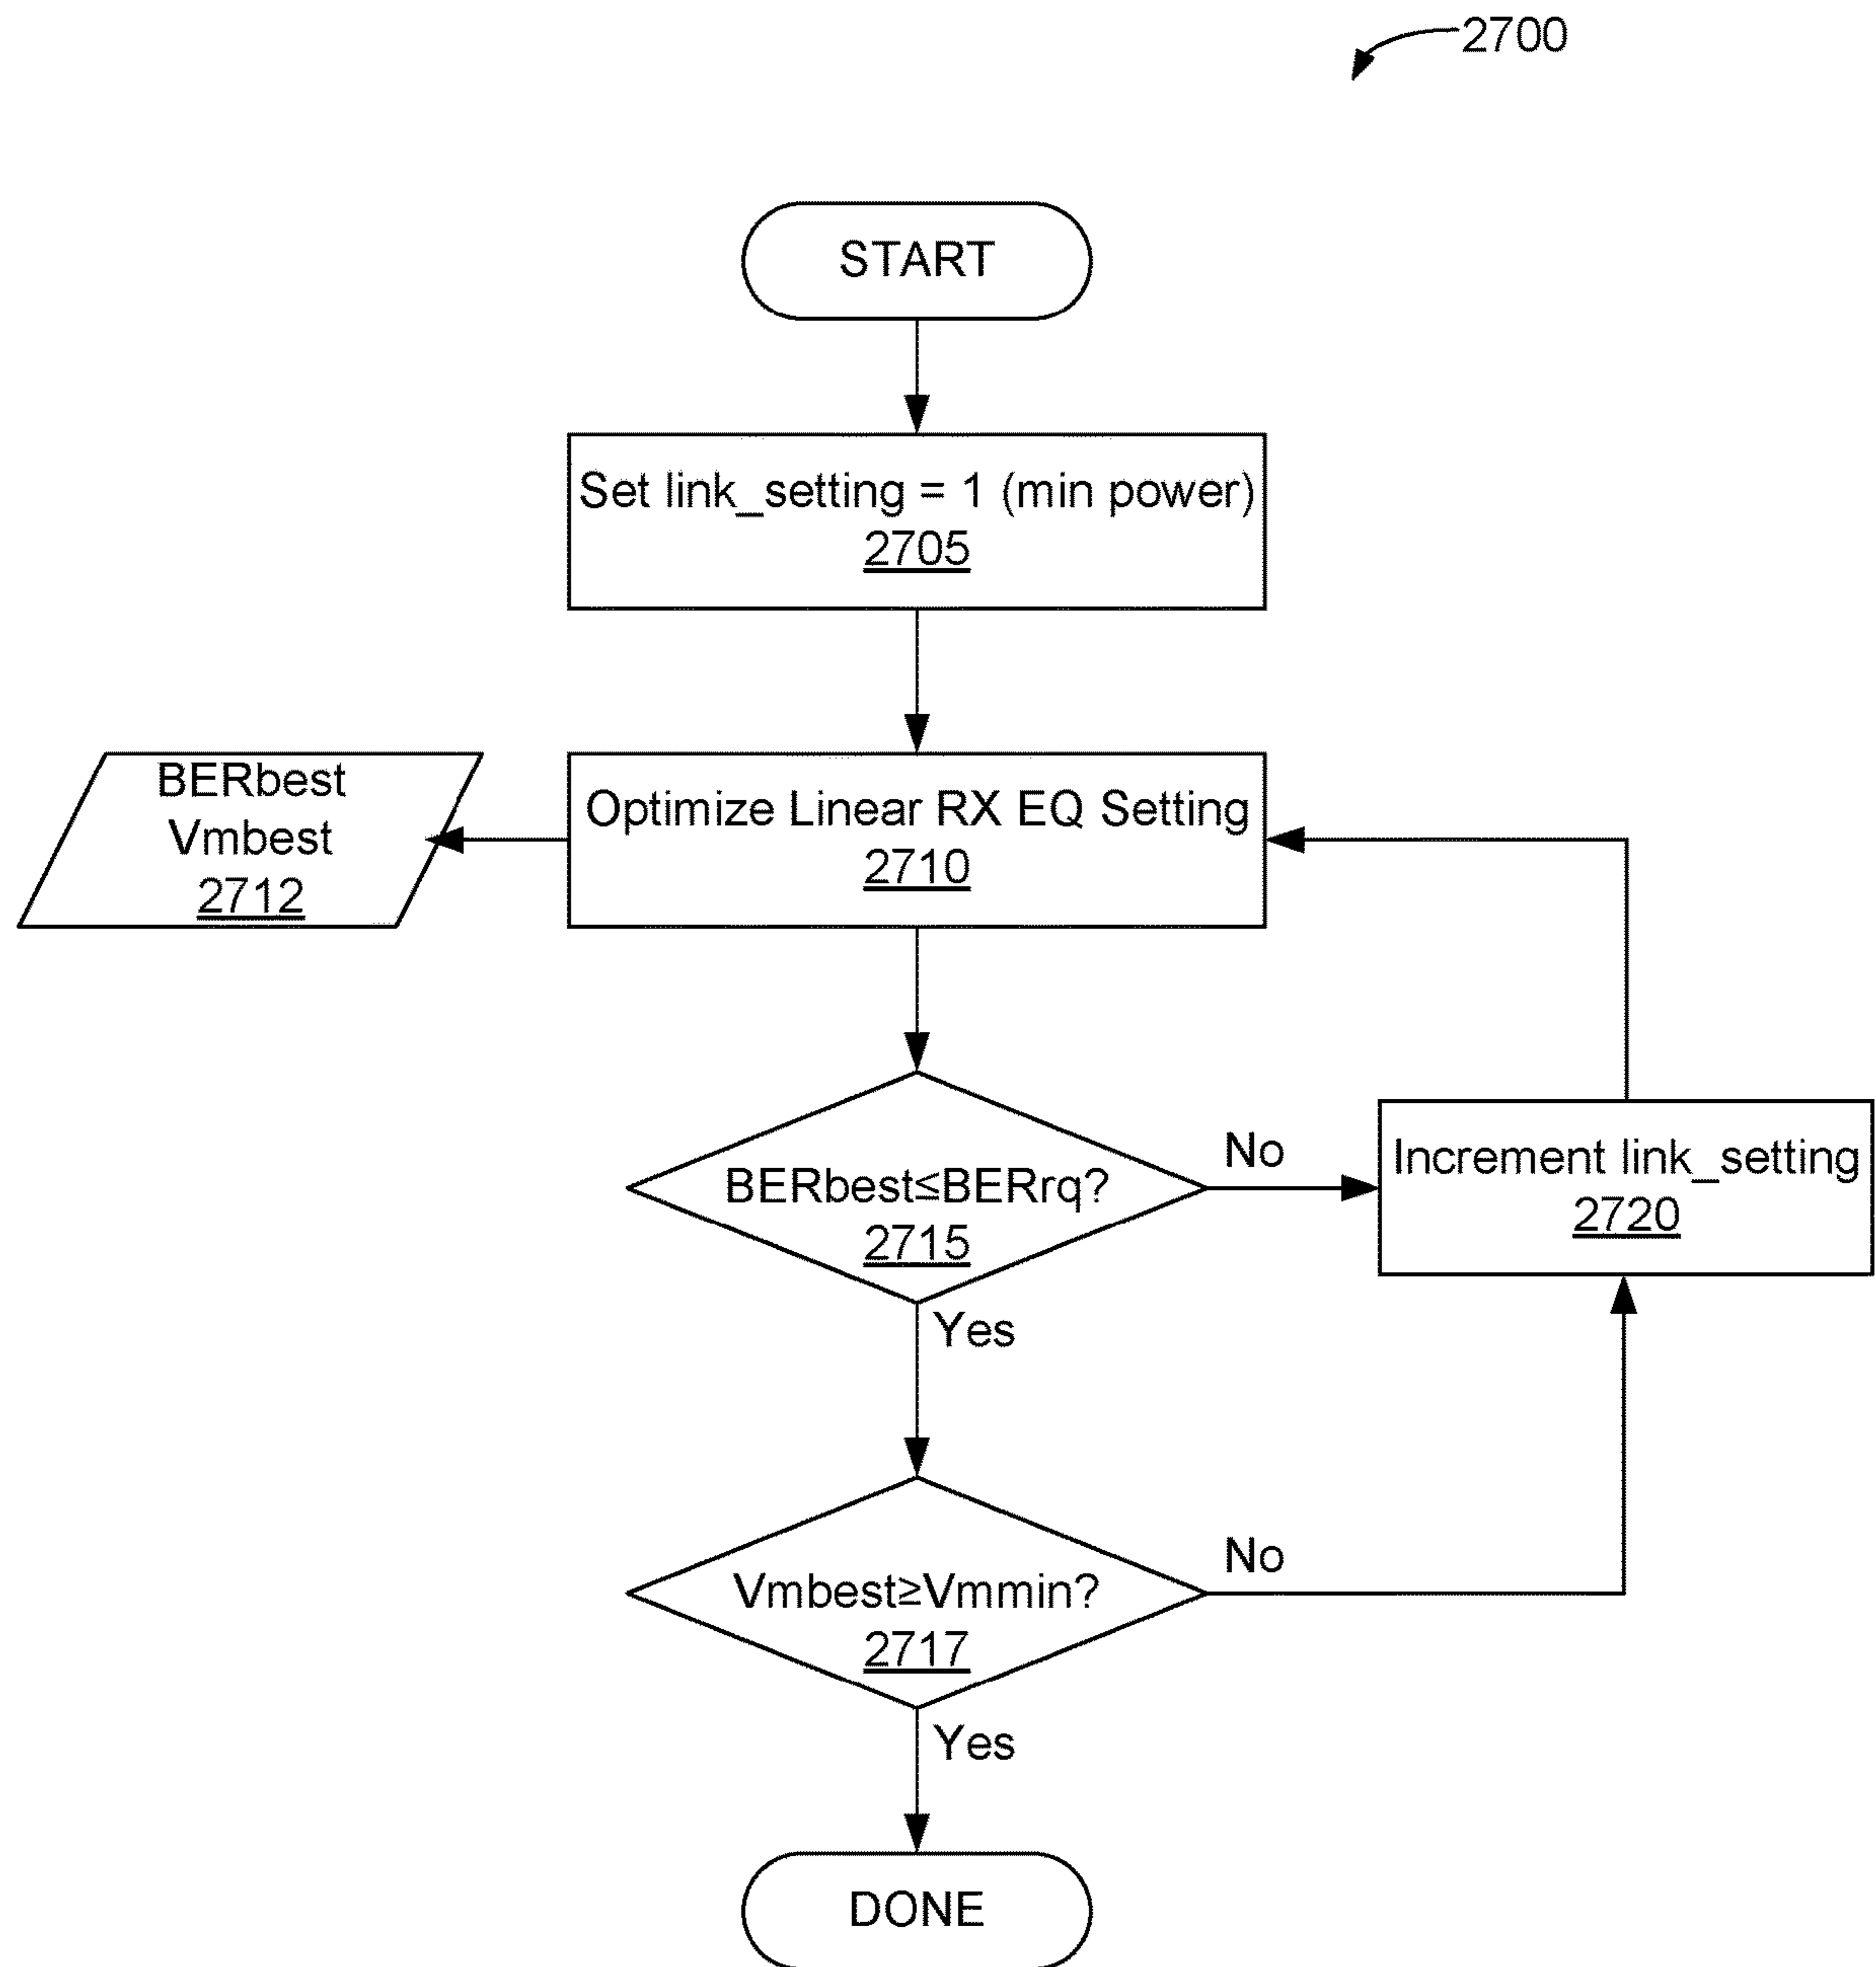 2700
START
Set link_setting = 1 (min power)
2705
BERbest
Vmbest
2712
Optimize Linear RX EQ Setting
2710
BERbest≤BERrq?
2715
No
Increment link_setting
2720
Yes
Vmbest≥Vmmin?
2717
No
Yes
DONE